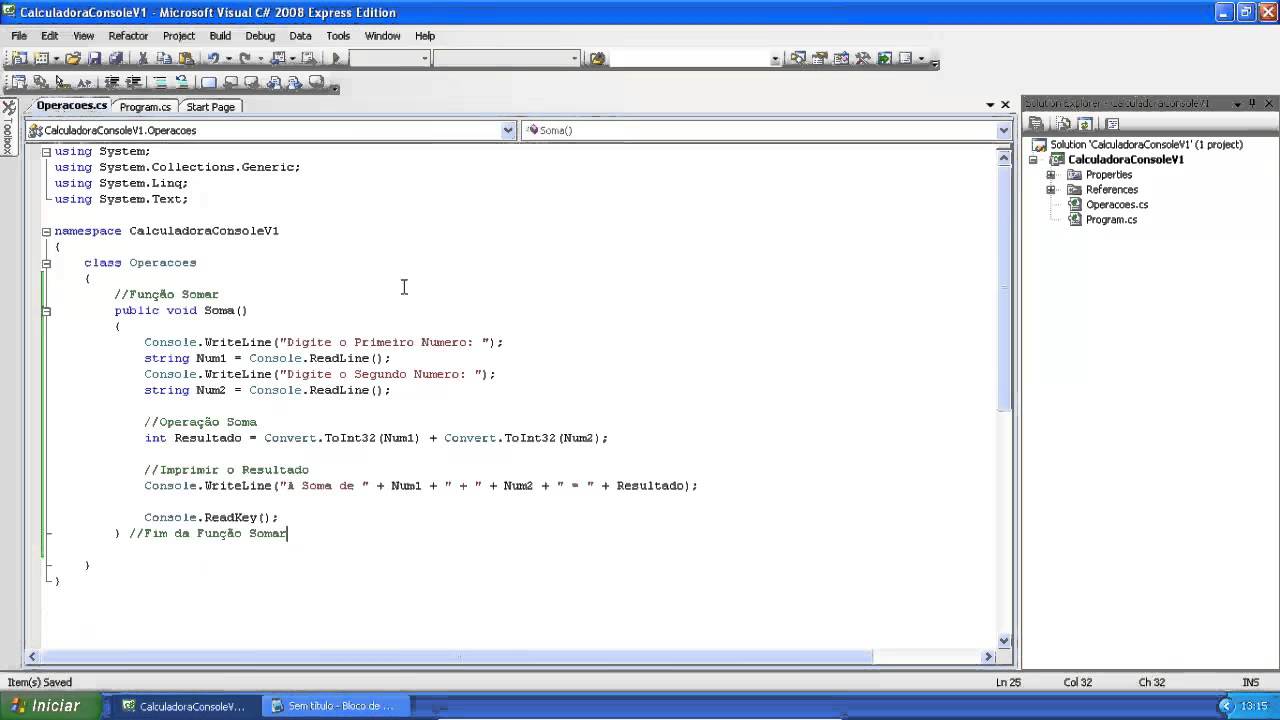 CalculadoraConsoleV1 - Microsoft Visual C# 2008 Express Edition
File Edit View Refactor Project Build Debug Data Tools Window Help
Toolbox
Operacoes.cs Program.cs Start Page
CalculadoraConsoleV1.Operacoes Soma()
using System;
using System.Collections.Generic;
using System.Linq;
using System.Text;
namespace CalculadoraConsoleV1
{
class Operacoes
{
//Função Somar
public void Soma()
{
Console.WriteLine("Digite o Primeiro Numero: ");
string Num1 = Console.ReadLine();
Console.WriteLine("Digite o Segundo Numero: ");
string Num2 = Console.ReadLine();
//Operação Soma
int Resultado = Convert.ToInt32(Num1) + Convert.ToInt32(Num2);
//Imprimir o Resultado
Console.WriteLine("A Soma de " + Num1 + " + " + Num2 + " = " + Resultado);
Console.ReadKey();
} //Fim da Função Somar
}
}
Solution Explorer - CalculadoraConsoleV1
Solution 'CalculadoraConsoleV1' (1 project)
CalculadoraConsoleV1
Properties
References
Operacoes.cs
Program.cs
Item(s) Saved Ln 25 Col 32 Ch 32 INS
Iniciar CalculadoraConsoleV... Sem título - Bloco de ... 13:15